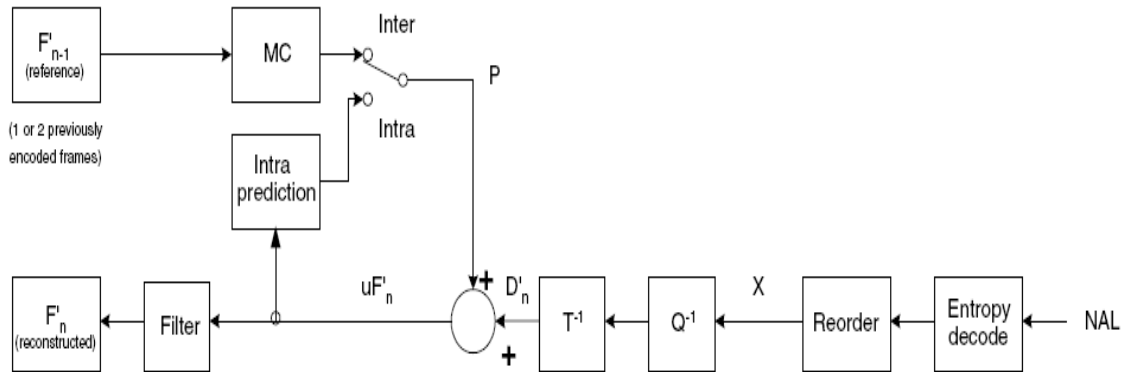 F'n-1
(reference)
(1 or 2 previously
encoded frames)
MC
Inter
P
Intra
Intra
prediction
F'n
(reconstructed)
Filter
uF'n
+
D'n
+
T-1
Q-1
X
Reorder
Entropy
decode
NAL